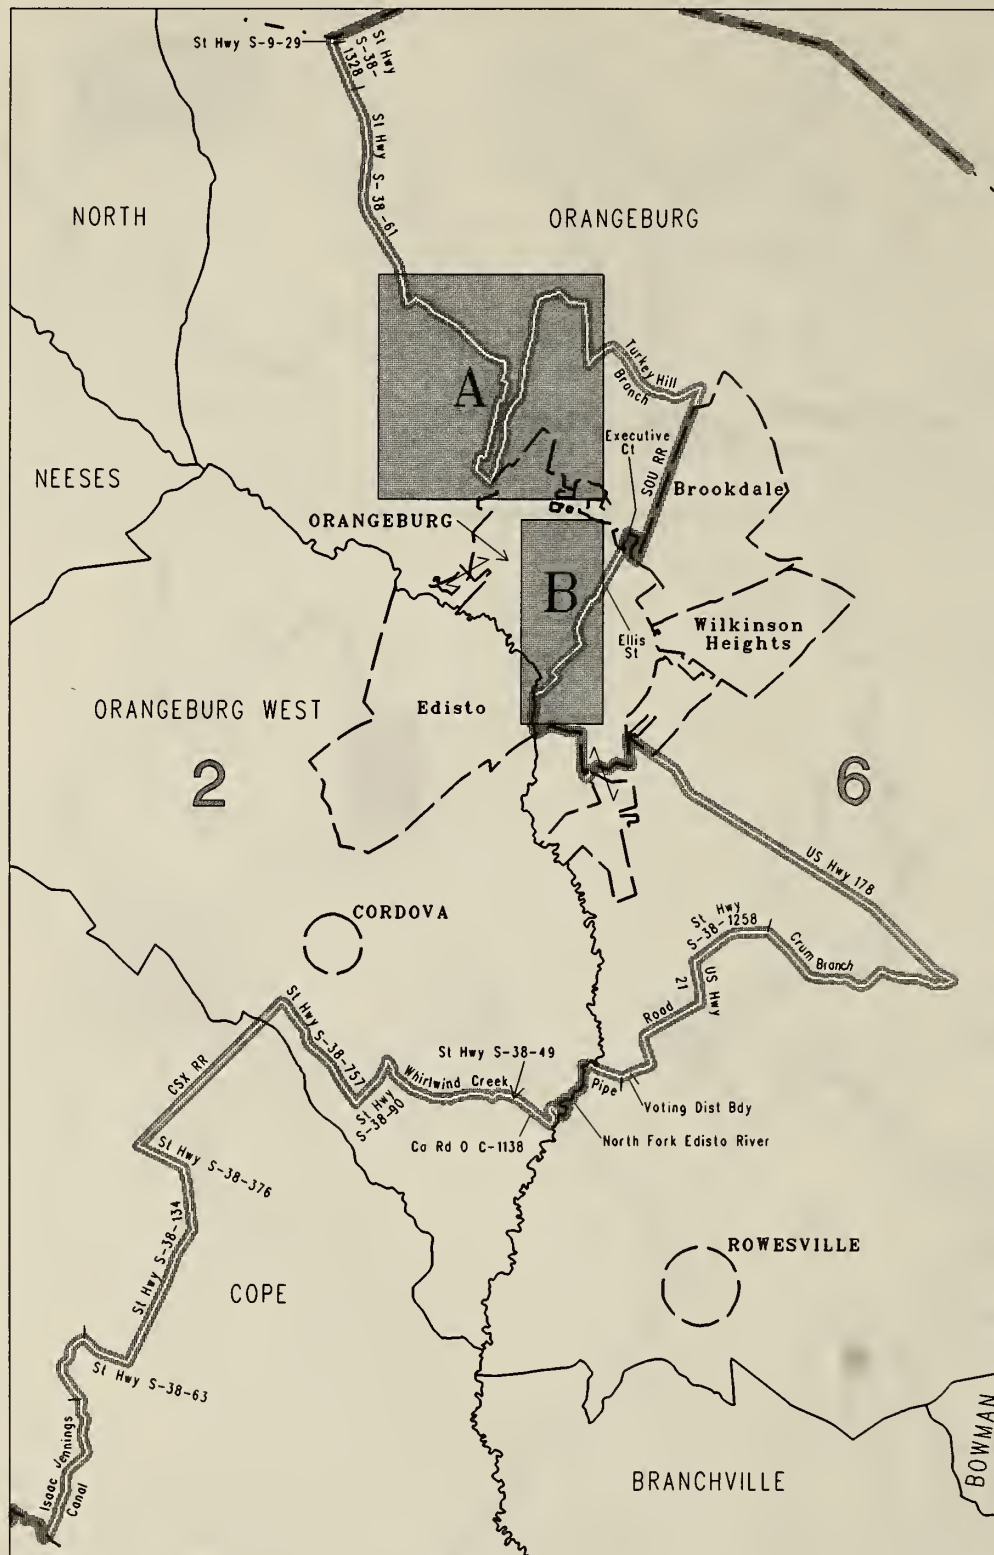 St Hwy S-9-29
St Hwy
S-38-
1328
St Hwy S-38-61
NORTH
ORANGEBURG
A
Turkey Hill
Branch
Executive
Ct
SOU RR
Brookdale
NEESES
ORANGEBURG
B
Ellis
St
Wilkinson
Heights
ORANGEBURG WEST
Edisto
2
6
US Hwy 178
CORDOVA
St Hwy
S-38-1258
Crum Branch
US Hwy
21
Road
Pipe
St Hwy S-38-757
St Hwy S-38-49
CSX RR
Whirlwind Creek
St Hwy
S-38-90
Voting Dist Bdy
Co Rd O C-1138
North Fork Edisto River
St Hwy S-38-376
St Hwy S-38-134
ROWESVILLE
COPE
St Hwy S-38-63
Isaac Jennings
Canal
BRANCHVILLE
BOWMAN